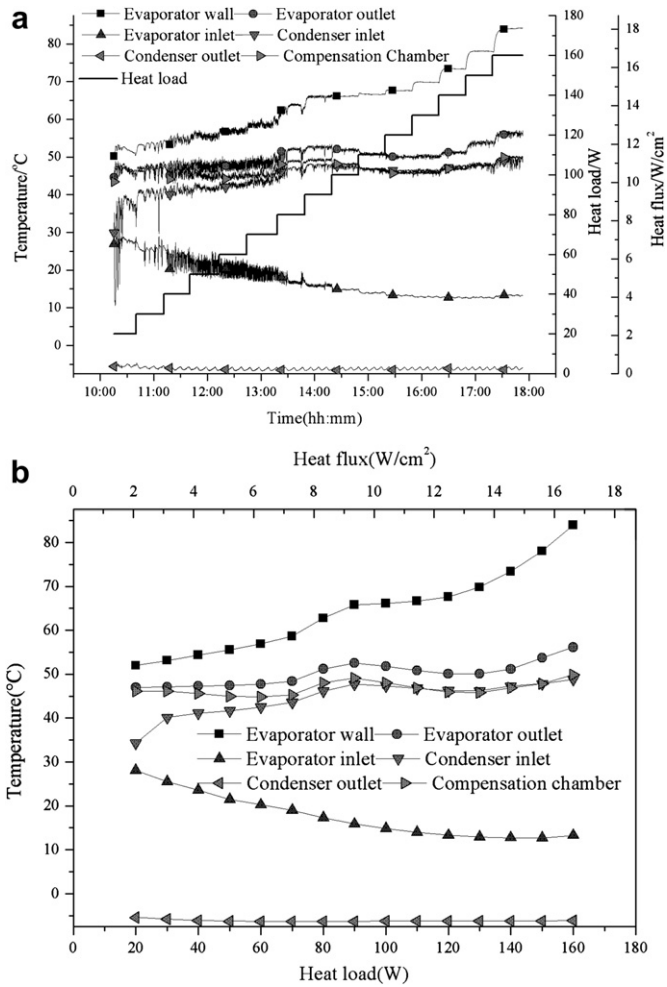 a
Evaporator wall
Evaporator outlet
Evaporator inlet
Condenser inlet
Condenser outlet
Compensation Chamber
Heat load
80
70
60
50
40
30
20
10
0
Temperature/°C
180
160
140
120
100
80
60
40
20
0
Heat load/W
18
16
14
12
10
8
6
4
2
0
Heat flux/W/cm²
10:00 11:00 12:00 13:00 14:00 15:00 16:00 17:00 18:00
Time(hh:mm)
b
Heat flux(W/cm²)
0 2 4 6 8 10 12 14 16 18
80
70
60
50
40
30
20
10
0
Temperature(°C)
Evaporator wall
Evaporator outlet
Evaporator inlet
Condenser inlet
Condenser outlet
Compensation chamber
0 20 40 60 80 100 120 140 160 180
Heat load(W)